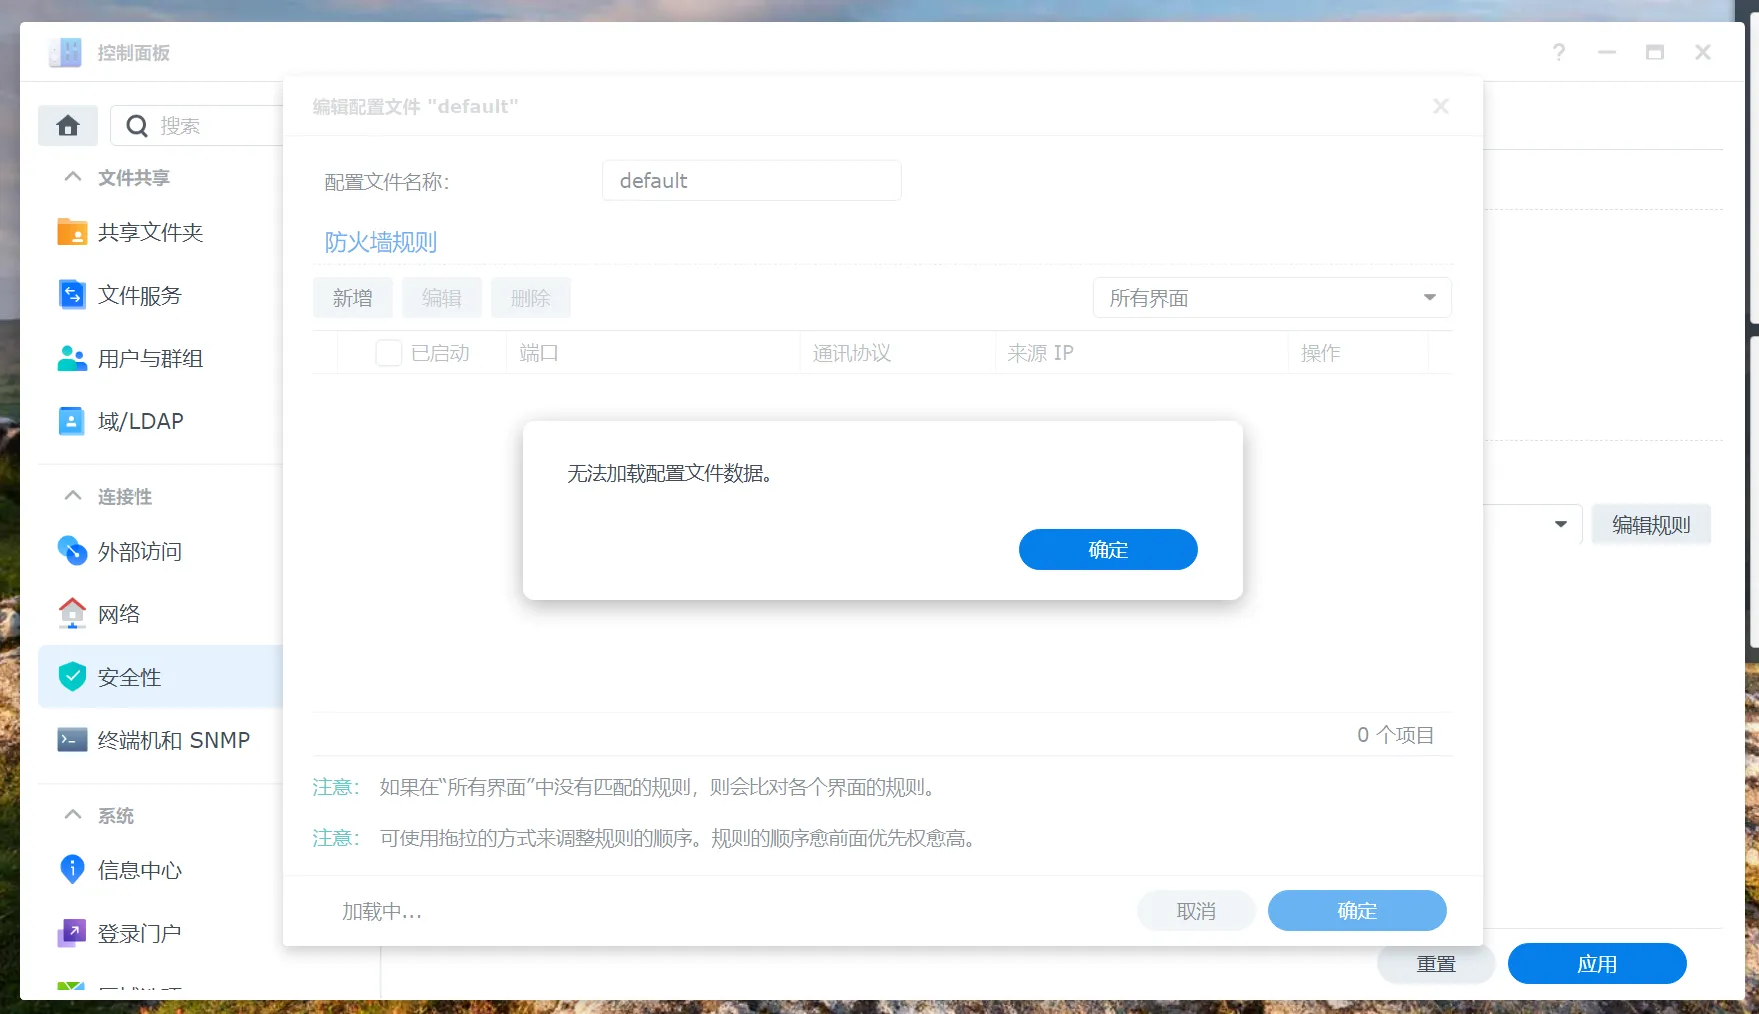 控制面板
搜索
文件共享
共享文件夹
文件服务
用户与群组
域/LDAP
连接性
外部访问
网络
安全性
终端机和 SNMP
系统
信息中心
登录门户
编辑配置文件 "default"
配置文件名称：
default
防火墙规则
新增 编辑 删除 所有界面
已启动 端口 通讯协议 来源 IP 操作
无法加载配置文件数据。
确定
0 个项目
注意： 如果在“所有界面”中没有匹配的规则，则会比对各个界面的规则。
注意： 可使用拖拉的方式来调整规则的顺序。规则的顺序愈前面优先权愈高。
加载中... 取消 确定
编辑规则
重置 应用